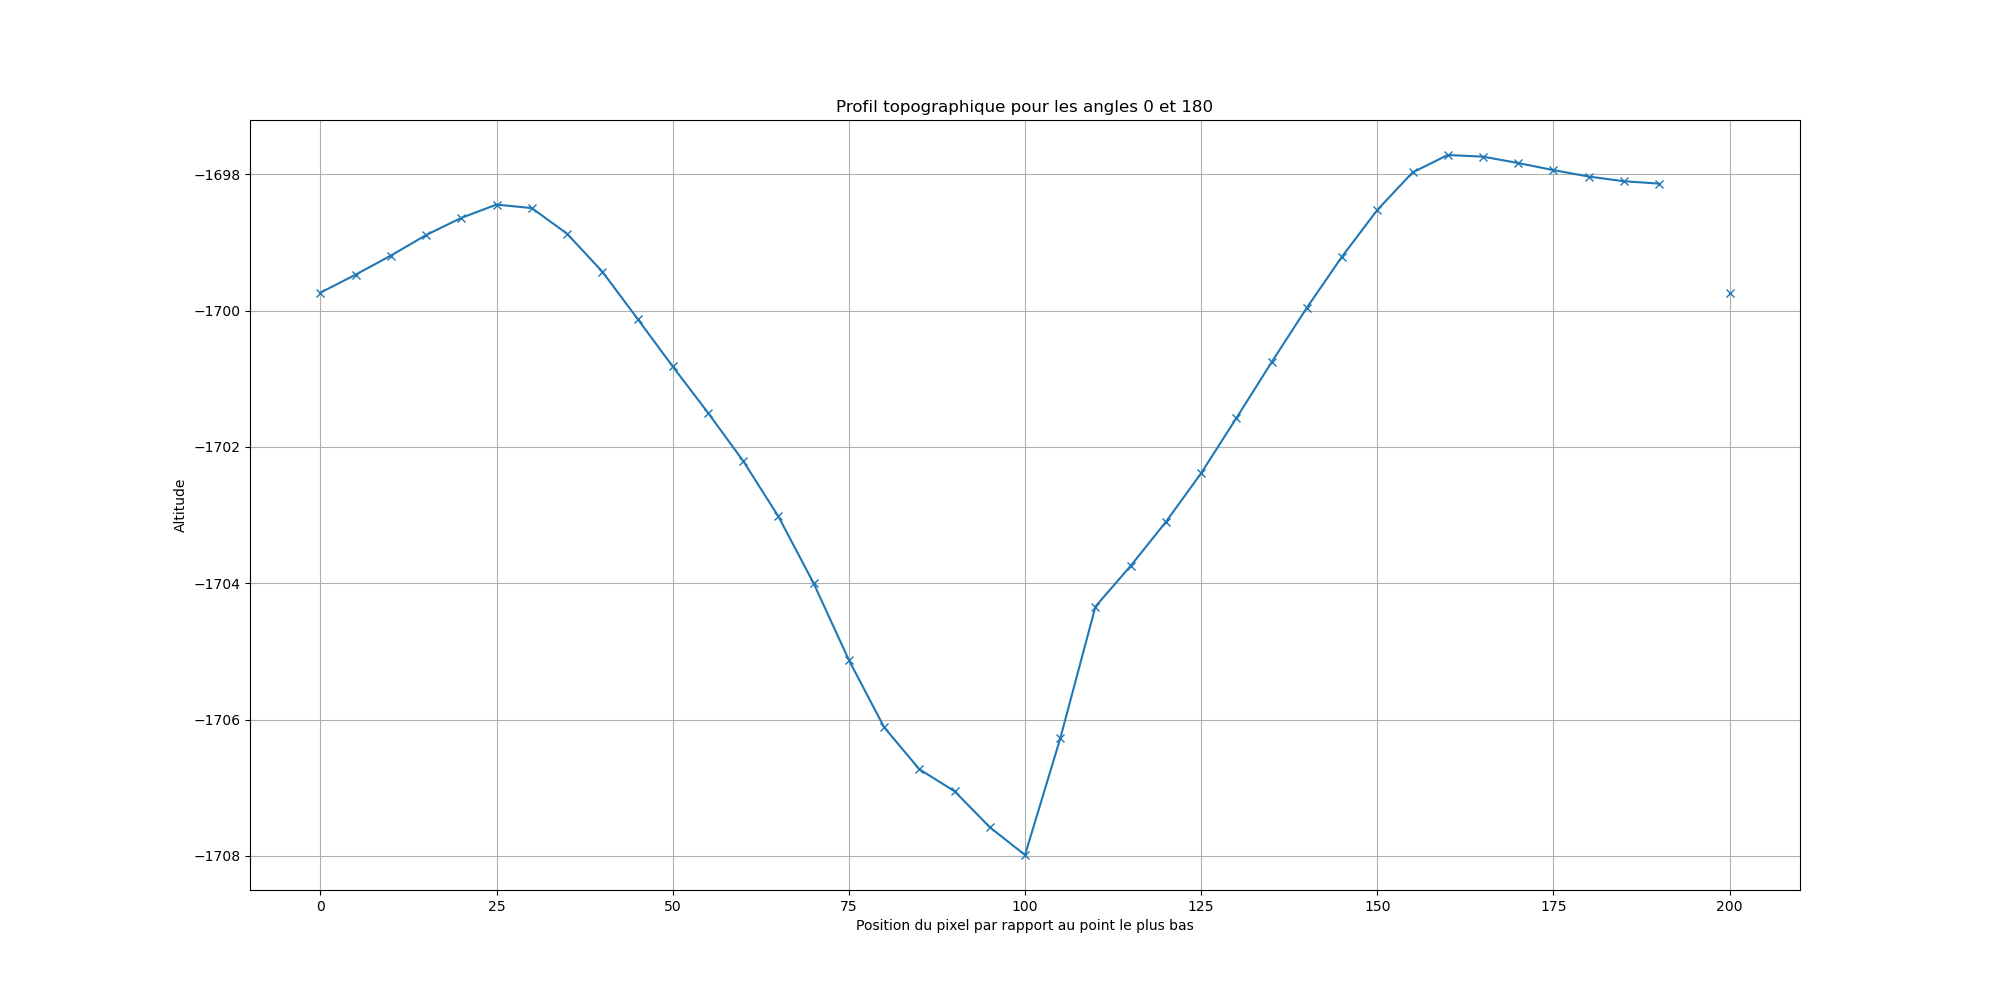 Profil topographique pour les angles 0 et 180
−1698
−1700
−1702
−1704
−1706
−1708
Altitude
0 25 50 75 100 125 150 175 200
Position du pixel par rapport au point le plus bas